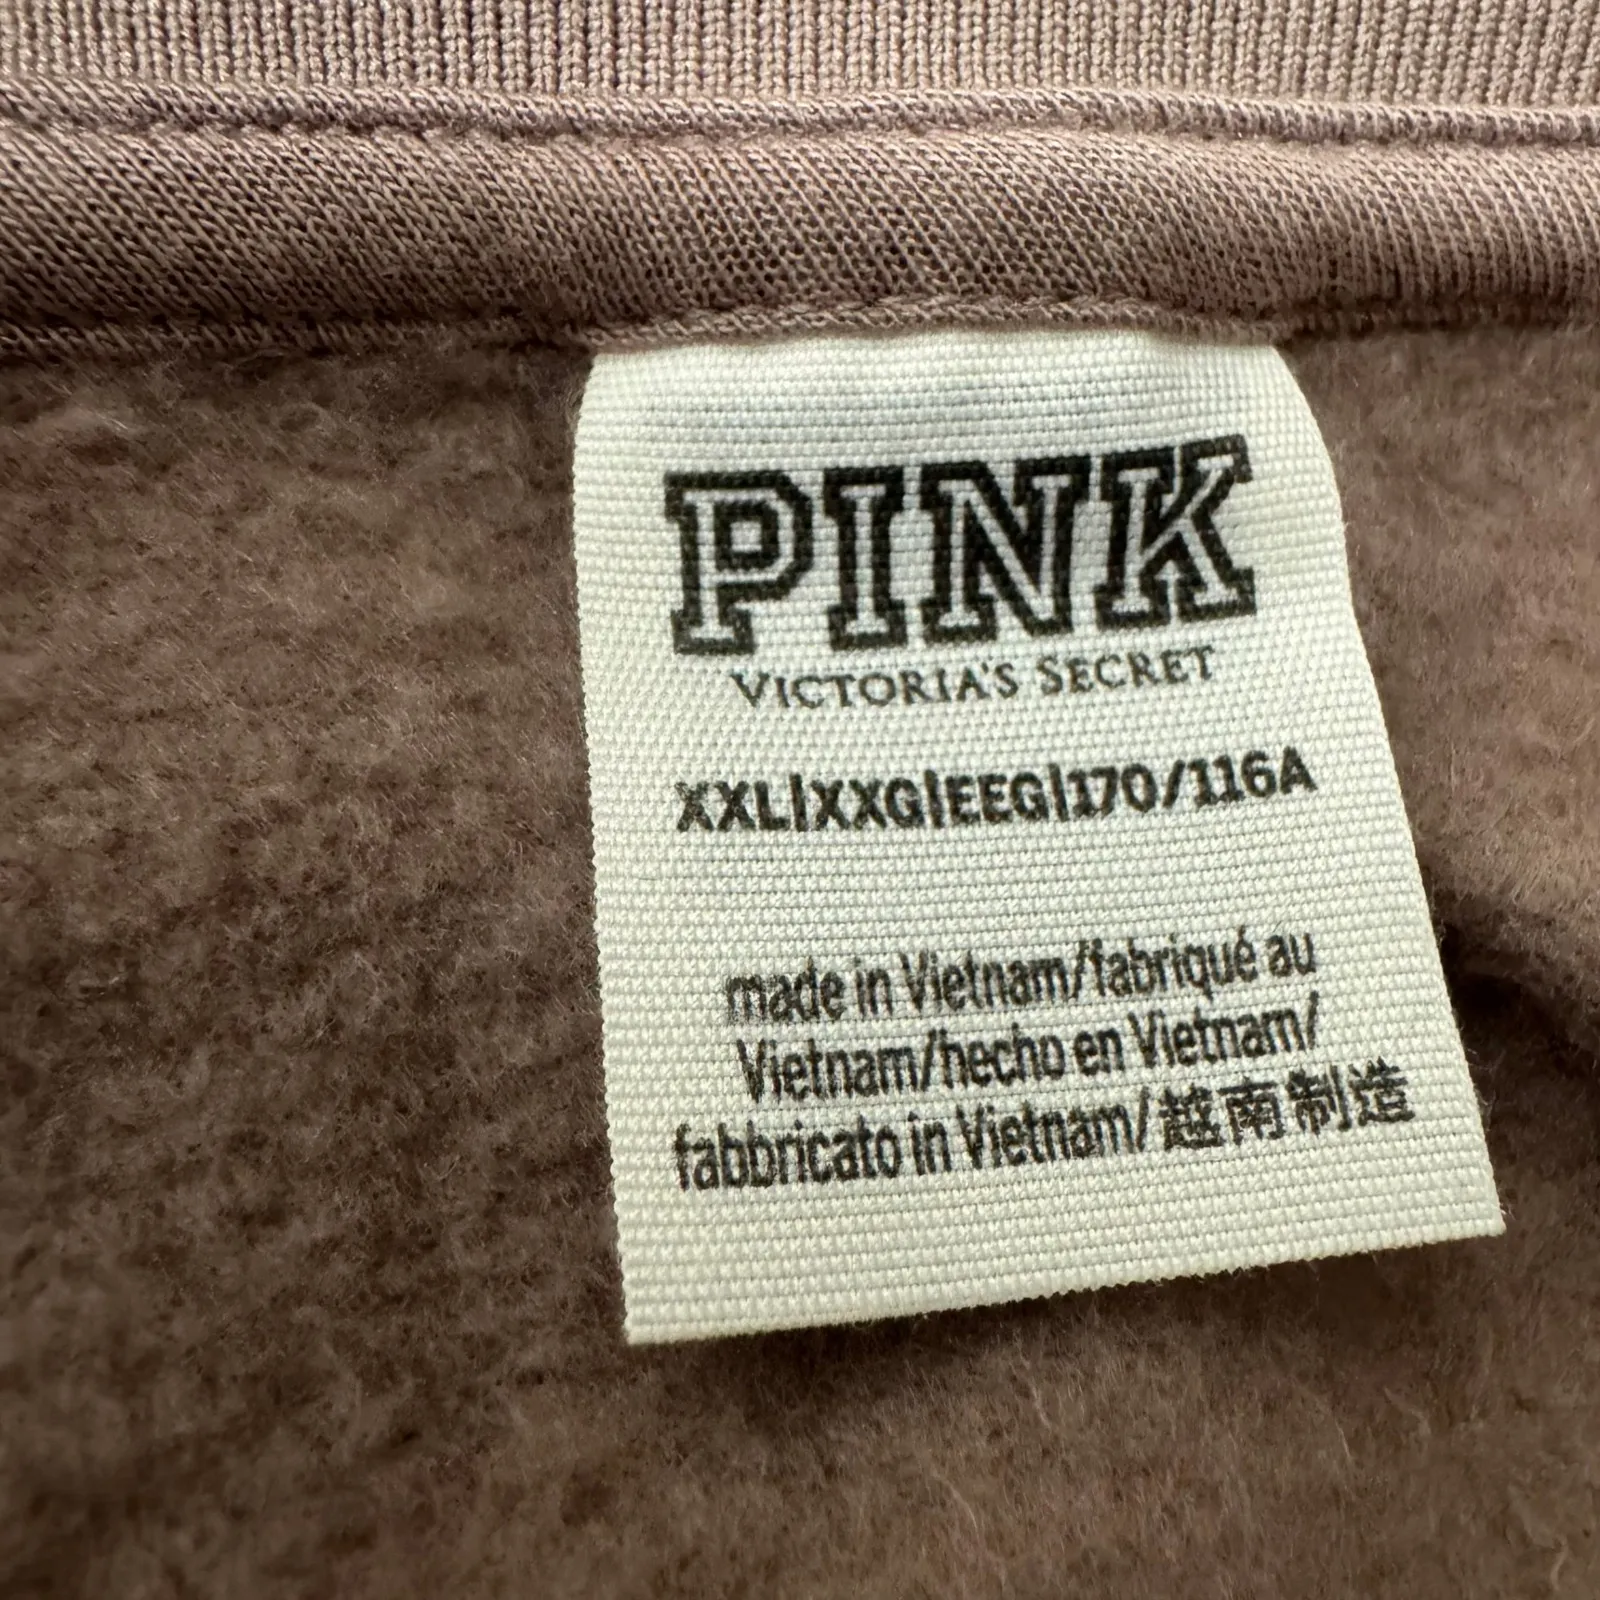 PINK
VICTORIA'S SECRET
XXL|XXG|EEG|170/116A
made in Vietnam/fabriqué au
Vietnam/hecho en Vietnam/
fabbricato in Vietnam/越南制造